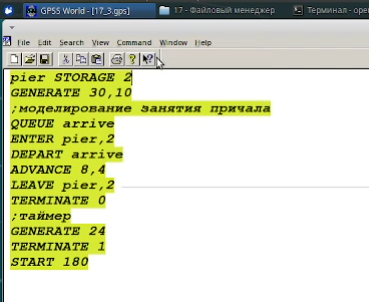 GPSS World - [17_3.gps]
17 - Файловый менеджер
Терминал - ope
File Edit Search View Command Window Help
pier STORAGE 2
GENERATE 30,10
;моделирование занятия причала
QUEUE arrive
ENTER pier,2
DEPART arrive
ADVANCE 8,4
LEAVE pier,2
TERMINATE 0
;таймер
GENERATE 24
TERMINATE 1
START 180